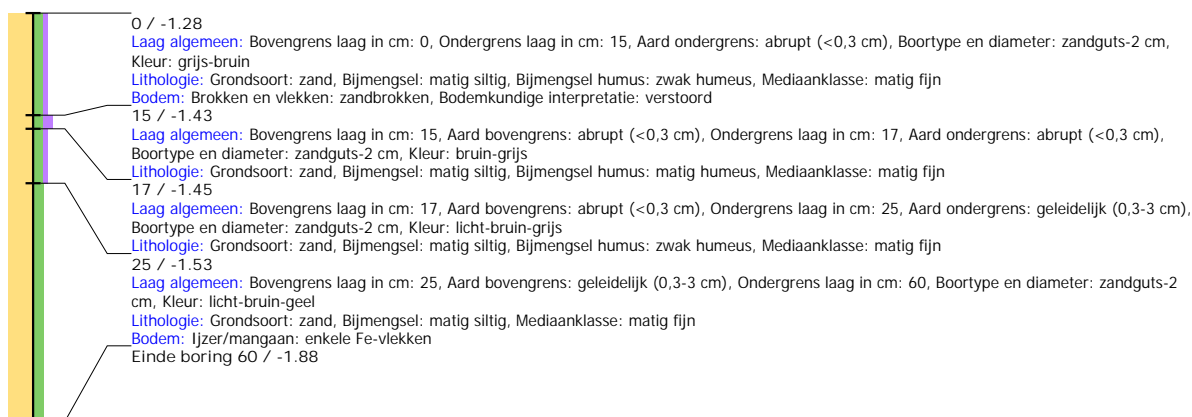 0 / -1.28
Laag algemeen: Bovengrens laag in cm: 0, Ondergrens laag in cm: 15, Aard ondergrens: abrupt (<0,3 cm), Boortype en diameter: zandguts-2 cm,
Kleur: grijs-bruin
Lithologie: Grondsoort: zand, Bijmengsel: matig siltig, Bijmengsel humus: zwak humeus, Mediaanklasse: matig fijn
Bodem: Brokken en vlekken: zandbrokken, Bodemkundige interpretatie: verstoord
15 / -1.43
Laag algemeen: Bovengrens laag in cm: 15, Aard bovengrens: abrupt (<0,3 cm), Ondergrens laag in cm: 17, Aard ondergrens: abrupt (<0,3 cm),
Boortype en diameter: zandguts-2 cm, Kleur: bruin-grijs
Lithologie: Grondsoort: zand, Bijmengsel: matig siltig, Bijmengsel humus: matig humeus, Mediaanklasse: matig fijn
17 / -1.45
Laag algemeen: Bovengrens laag in cm: 17, Aard bovengrens: abrupt (<0,3 cm), Ondergrens laag in cm: 25, Aard ondergrens: geleidelijk (0,3-3 cm),
Boortype en diameter: zandguts-2 cm, Kleur: licht-bruin-grijs
Lithologie: Grondsoort: zand, Bijmengsel: matig siltig, Bijmengsel humus: zwak humeus, Mediaanklasse: matig fijn
25 / -1.53
Laag algemeen: Bovengrens laag in cm: 25, Aard bovengrens: geleidelijk (0,3-3 cm), Ondergrens laag in cm: 60, Boortype en diameter: zandguts-2
cm, Kleur: licht-bruin-geel
Lithologie: Grondsoort: zand, Bijmengsel: matig siltig, Mediaanklasse: matig fijn
Bodem: Ijzer/mangaan: enkele Fe-vlekken
Einde boring 60 / -1.88